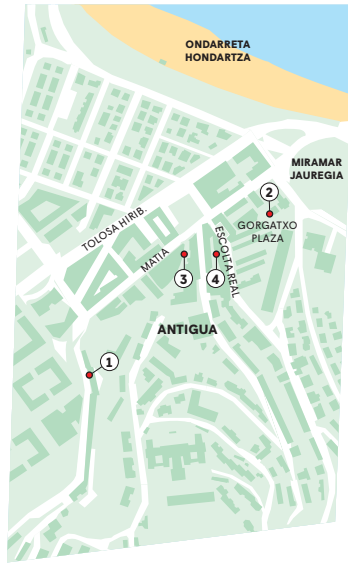 ONDARRETA
HONDARTZA
MIRAMAR
JAUREGIA
2
GORGATXO
PLAZA
TOLOSA HIRIB.
MATIA
ESCOLTA REAL
3
4
ANTIGUA
1